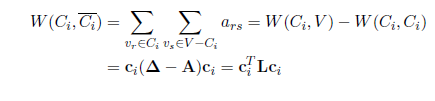 W(C_i, \overline{C_i}) = \sum_{v_r \in C_i} \sum_{v_s \in V - C_i} a_{rs} = W(C_i, V) - W(C_i, C_i)
= \mathbf{c}_i(\mathbf{\Delta} - \mathbf{A})\mathbf{c}_i = \mathbf{c}_i^T \mathbf{L} \mathbf{c}_i